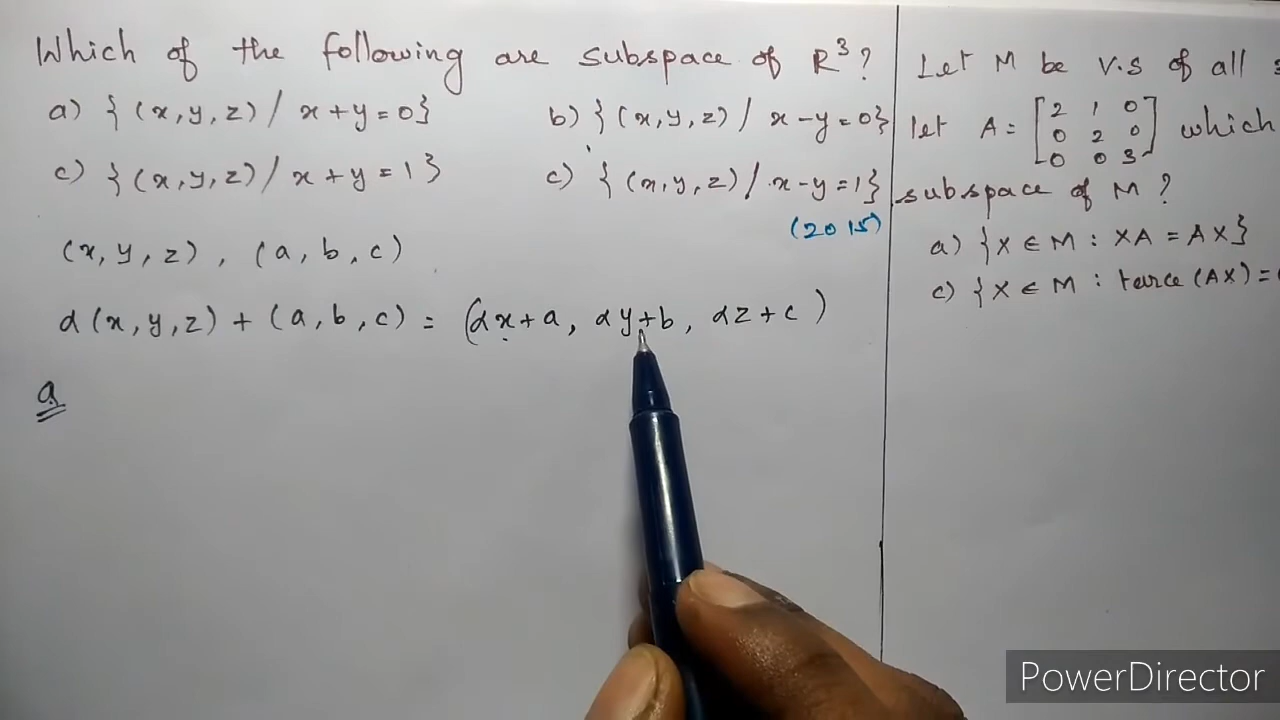 Which of the following are subspace of R³?
a) {(x,y,z) / x+y=0}
b) {(x,y,z) / x-y=0}
c) {(x,y,z) / x+y=1}
c) {(x,y,z) / x-y=1}
(2015)
(x,y,z), (a,b,c)
α(x,y,z)+(a,b,c) = (αx+a, αy+b, αz+c)
a
Let M be V.S of all
let A = [2 1 0
0 2 0
0 0 3] which
subspace of M?
a) {X ∈ M : XA = AX}
c) {X ∈ M : tarce (AX) =
PowerDirector